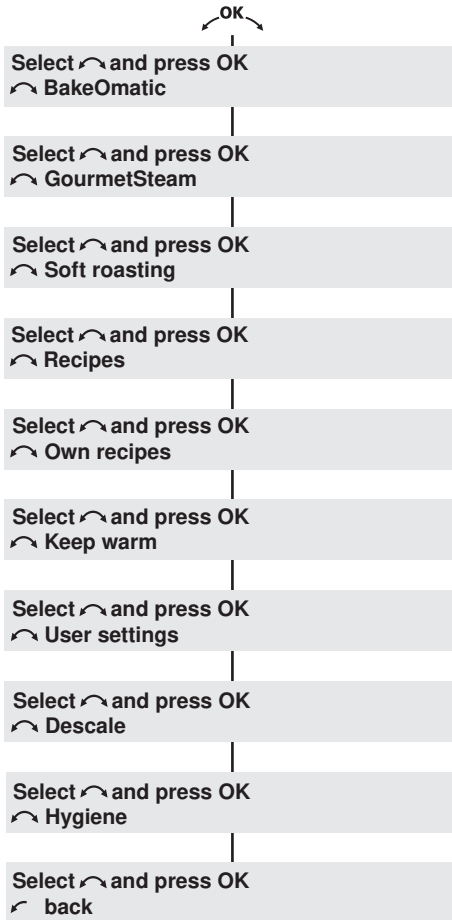 OK
Select and press OK
BakeOmatic
Select and press OK
GourmetSteam
Select and press OK
Soft roasting
Select and press OK
Recipes
Select and press OK
Own recipes
Select and press OK
Keep warm
Select and press OK
User settings
Select and press OK
Descale
Select and press OK
Hygiene
Select and press OK
back